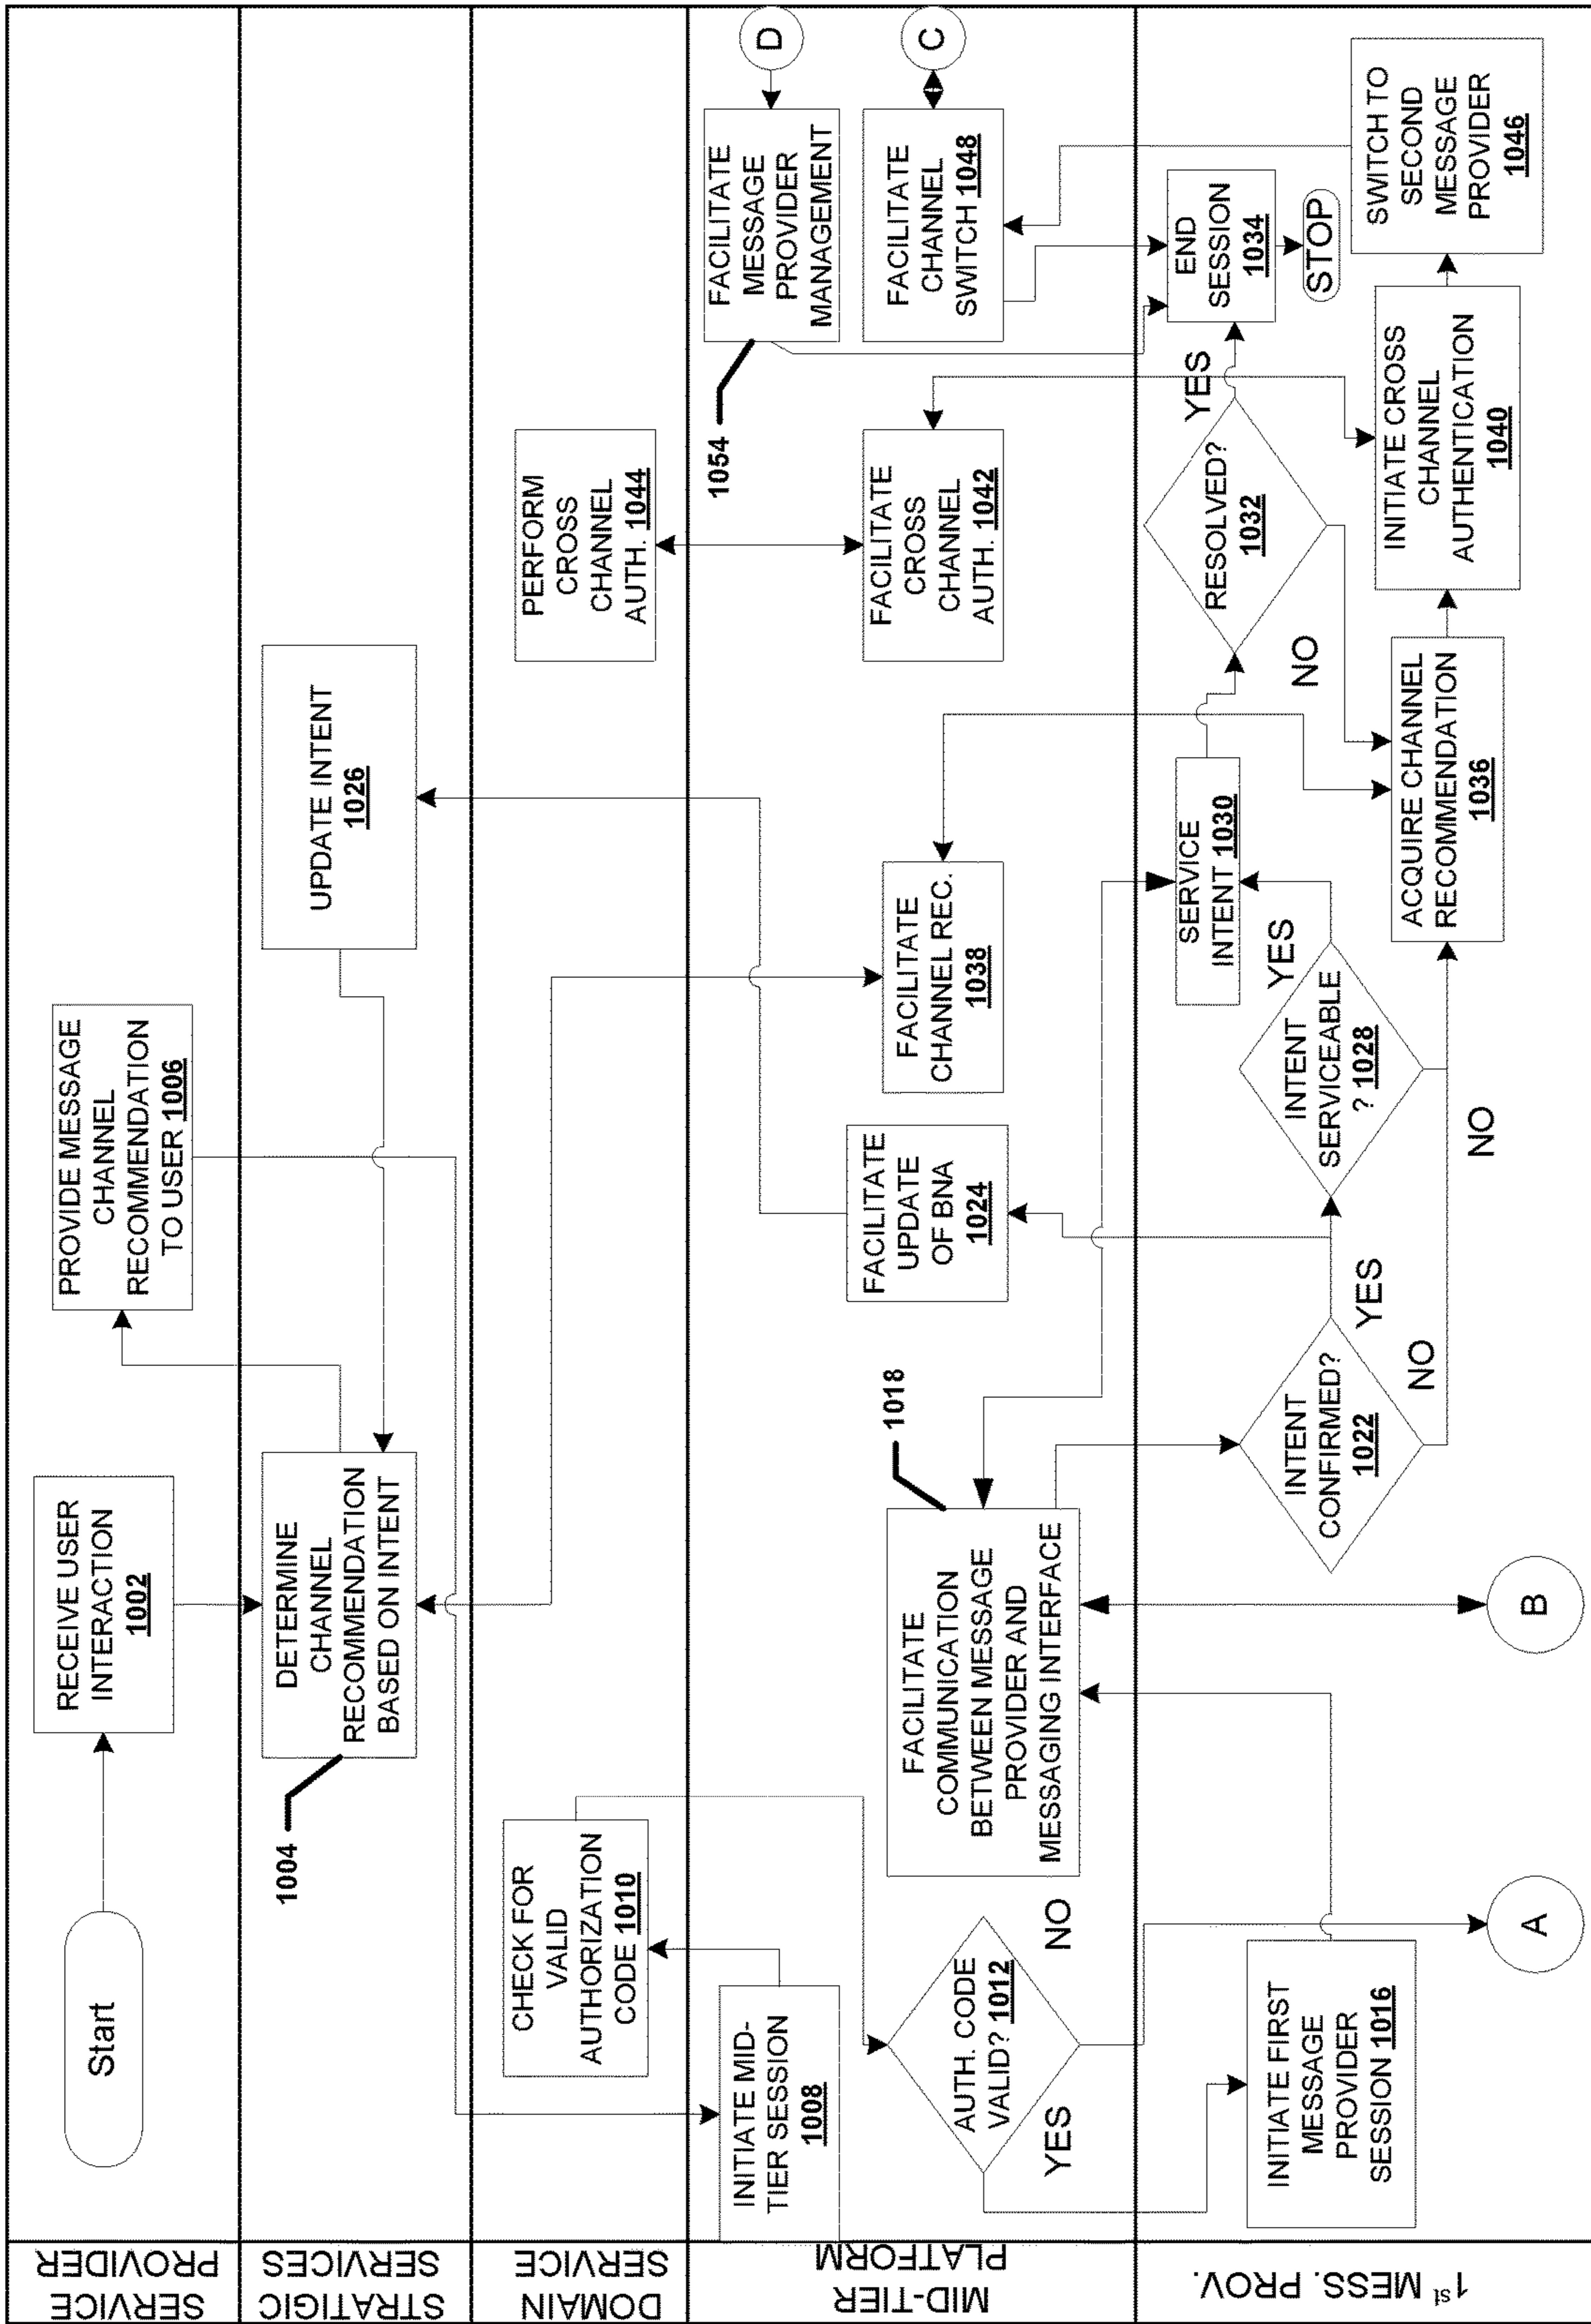 SERVICE
PROVIDER
Start
RECEIVE USER
INTERACTION
1002
PROVIDE MESSAGE
CHANNEL
RECOMMENDATION
TO USER 1006
STRATIGIC
SERVICES
1004
DETERMINE
CHANNEL
RECOMMENDATION
BASED ON INTENT
UPDATE INTENT
1026
DOMAIN
SERVICE
CHECK FOR
VALID
AUTHORIZATION
CODE 1010
PERFORM
CROSS
CHANNEL
AUTH. 1044
MID-TIER
PLATFORM
INITIATE MID-
TIER SESSION
1008
AUTH. CODE
VALID? 1012
YES
NO
FACILITATE
COMMUNICATION
BETWEEN MESSAGE
PROVIDER AND
MESSAGING INTERFACE
1018
FACILITATE
UPDATE
OF BNA
1024
FACILITATE
CHANNEL REC.
1038
FACILITATE
CROSS
CHANNEL
AUTH. 1042
1054
FACILITATE
MESSAGE
PROVIDER
MANAGEMENT
D
FACILITATE
CHANNEL
SWITCH 1048
C
1st MESS. PROV.
INITIATE FIRST
MESSAGE
PROVIDER
SESSION 1016
A
B
INTENT
CONFIRMED?
1022
YES
NO
INTENT
SERVICEABLE
? 1028
YES
NO
SERVICE
INTENT 1030
RESOLVED?
1032
YES
NO
END
SESSION
1034
STOP
ACQUIRE CHANNEL
RECOMMENDATION
1036
INITIATE CROSS
CHANNEL
AUTHENTICATION
1040
SWITCH TO
SECOND
MESSAGE
PROVIDER
1046